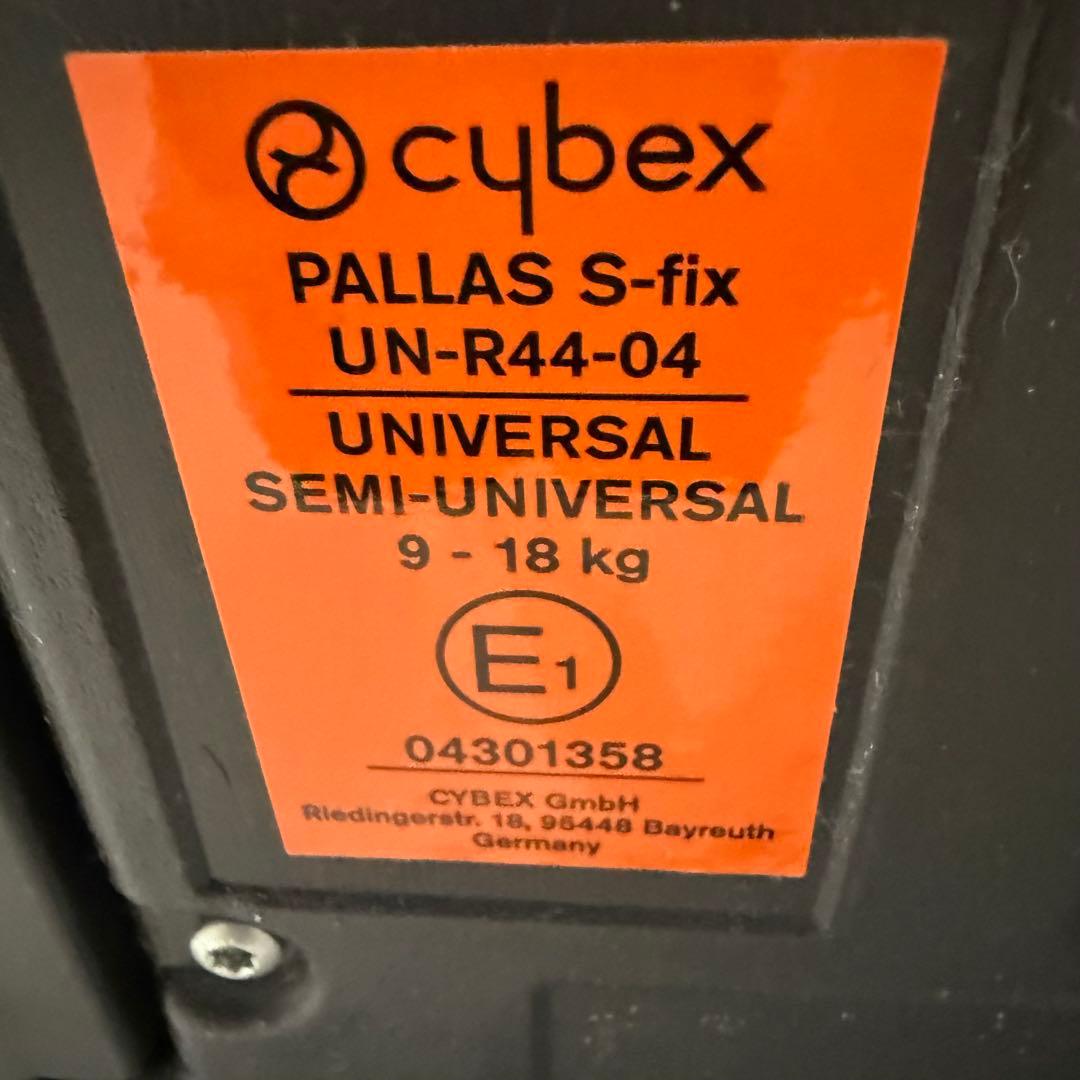 cybex
PALLAS S-fix
UN-R44-04
UNIVERSAL
SEMI-UNIVERSAL
9 - 18 kg
E1
04301358
CYBEX GmbH
Riedingerstr. 18, 95448 Bayreuth
Germany